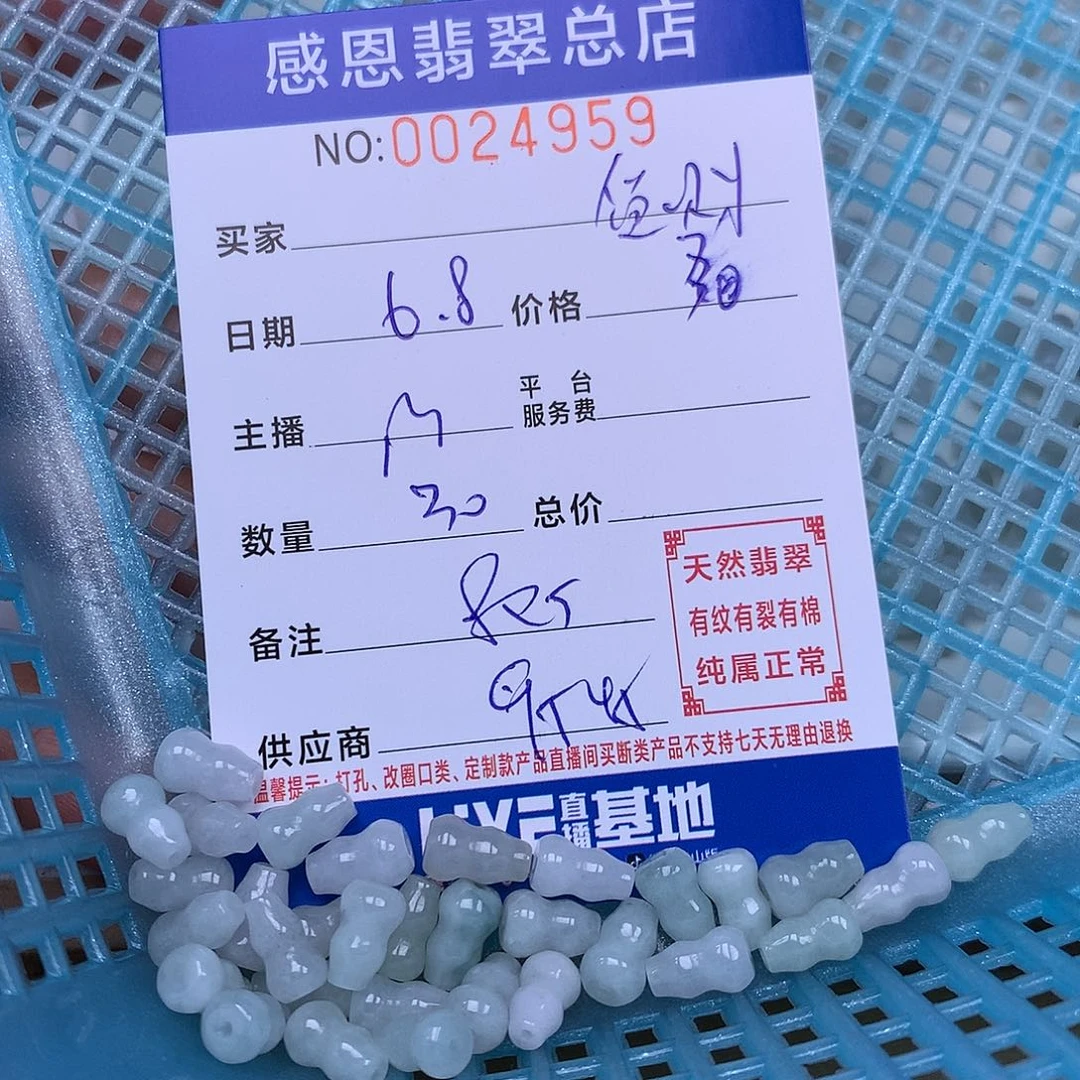 感恩翡翠总店
NO:0024959
买家
日期 6.8 价格
主播 平台服务费
数量 30 总价
备注
供应商
天然翡翠
有纹有裂有棉
纯属正常
温馨提示：打孔、改圈口类、定制款产品直播间买断类产品不支持七天无理由退换
直播基地